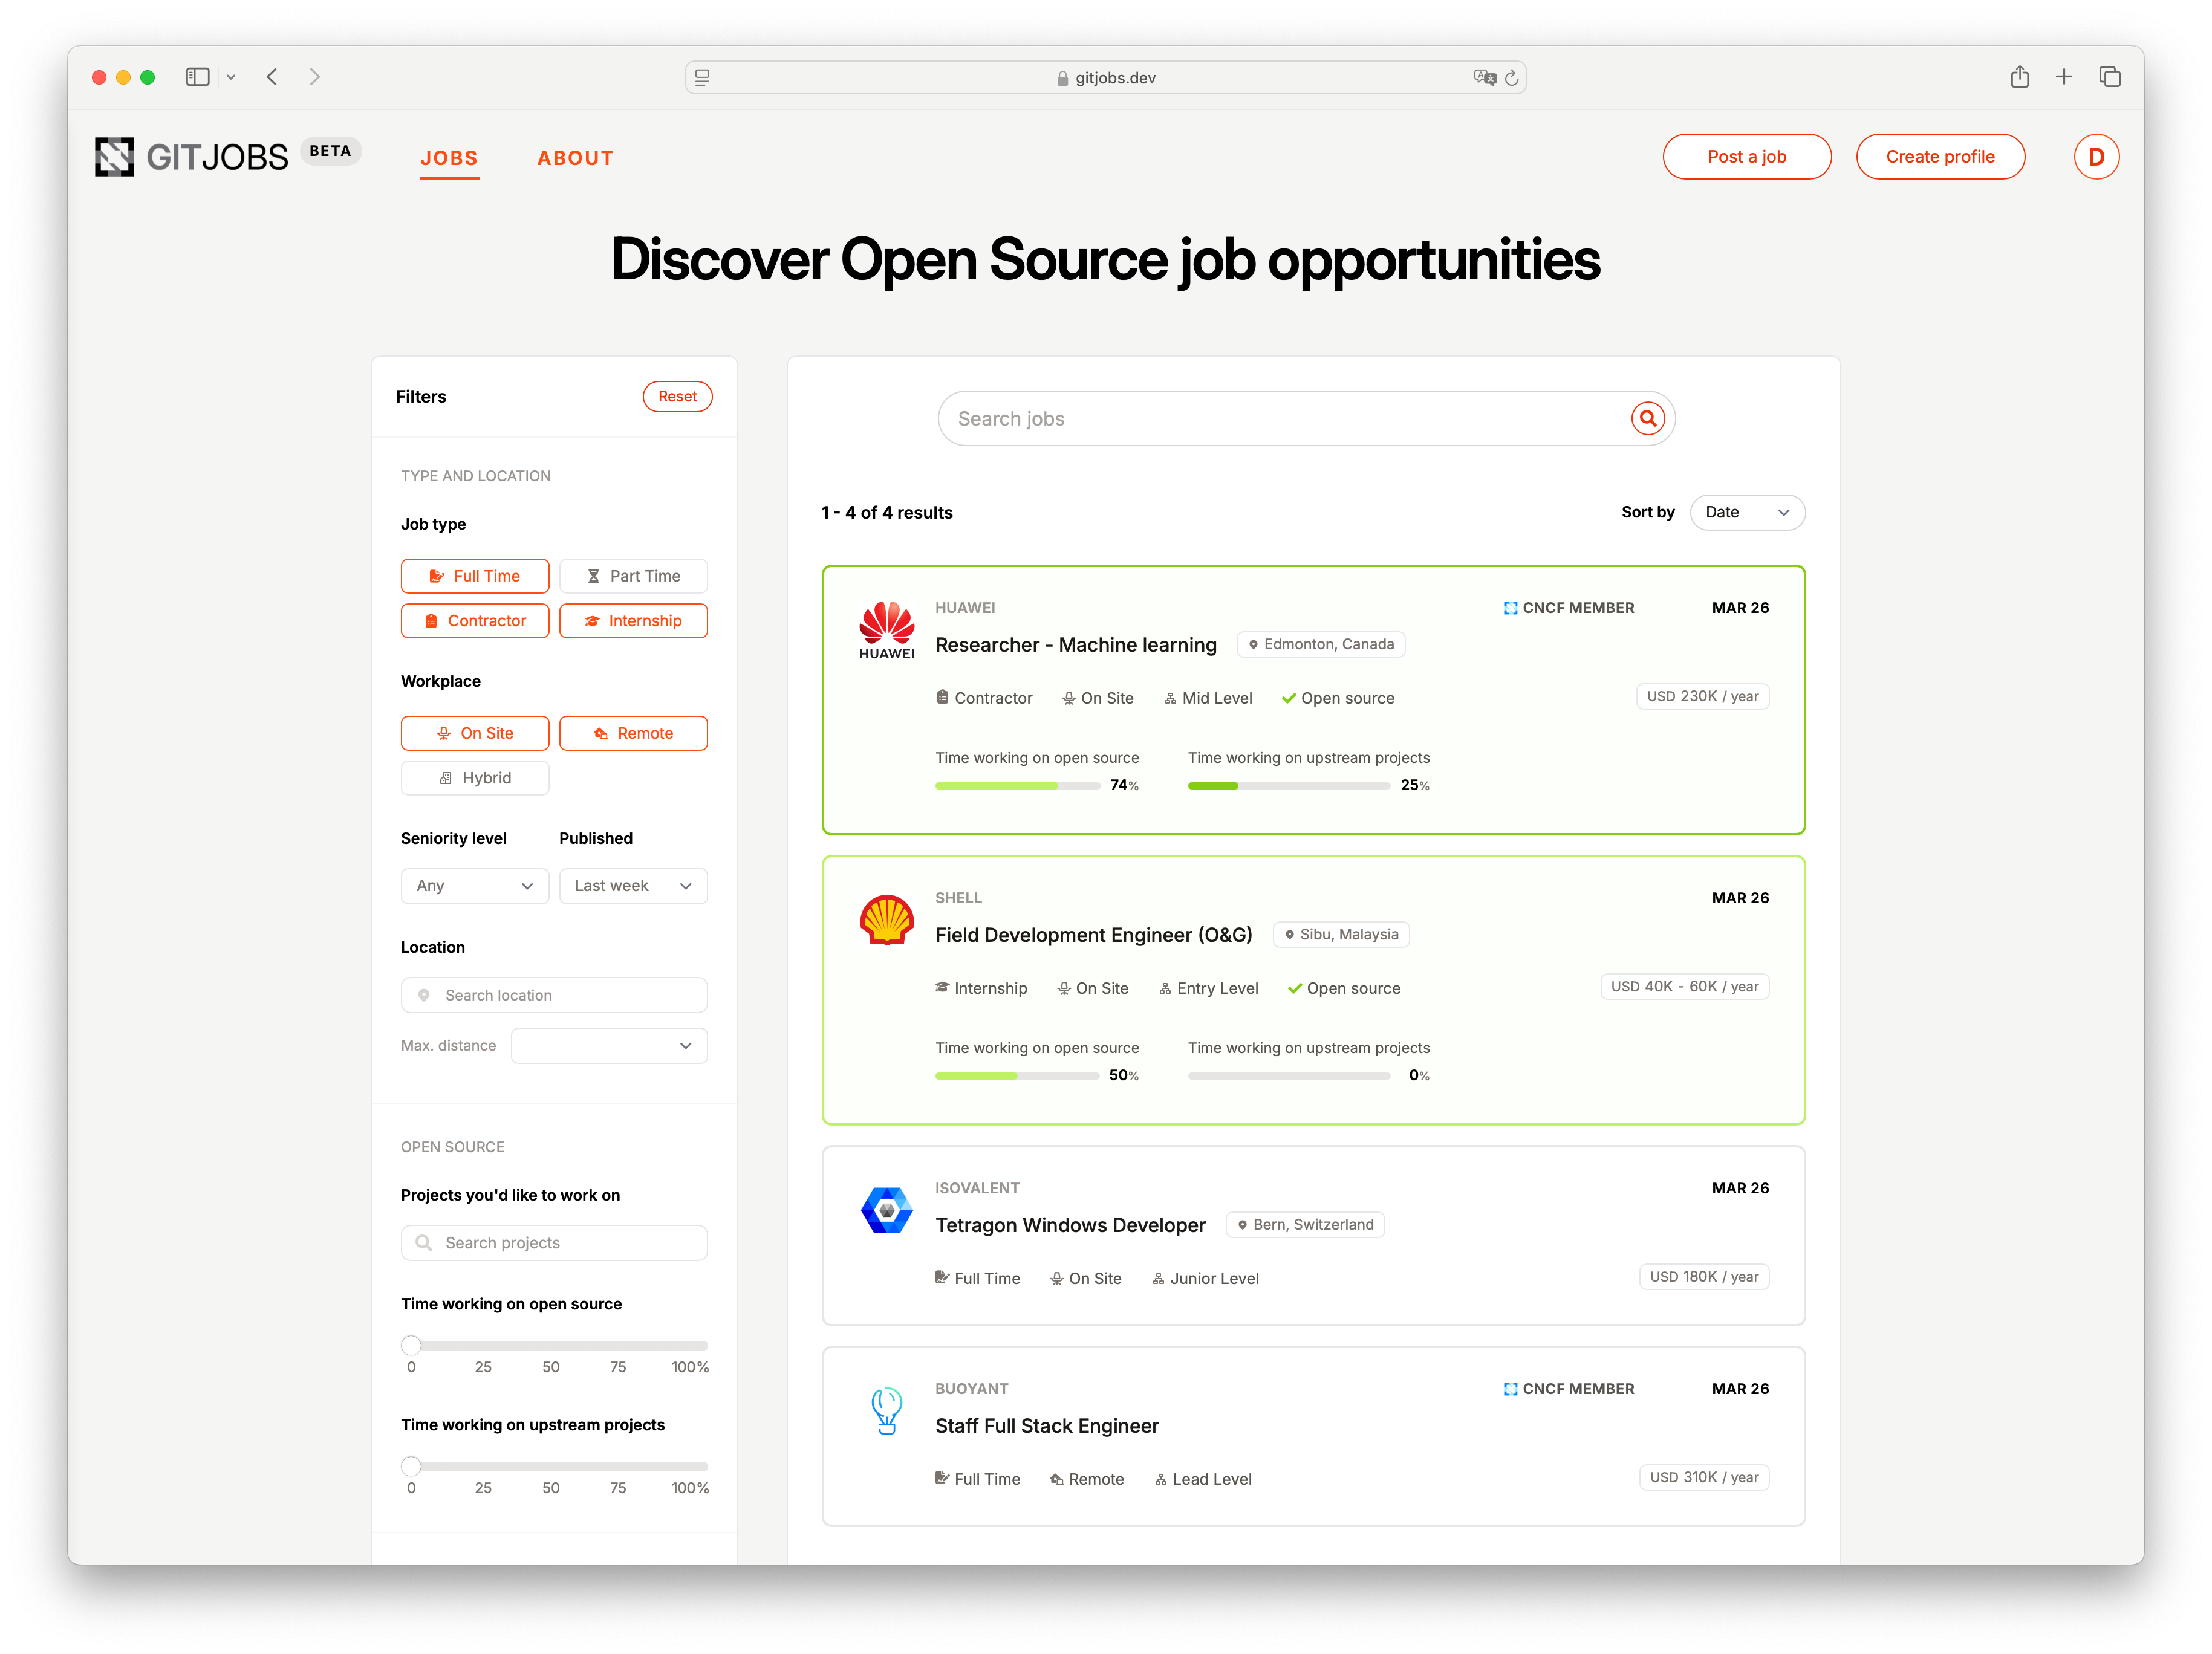 gitjobs.dev
GITJOBS BETA JOBS ABOUT Post a job Create profile D
Discover Open Source job opportunities
Filters Reset
TYPE AND LOCATION
Job type
Full Time Part Time
Contractor Internship
Workplace
On Site Remote
Hybrid
Seniority level Published
Any Last week
Location
Search location
Max. distance
OPEN SOURCE
Projects you'd like to work on
Search projects
Time working on open source
0 25 50 75 100%
Time working on upstream projects
0 25 50 75 100%
Search jobs
1 - 4 of 4 results Sort by Date
HUAWEI CNCF MEMBER MAR 26
HUAWEI
Researcher - Machine learning Edmonton, Canada
Contractor On Site Mid Level Open source USD 230K / year
Time working on open source Time working on upstream projects
74% 25%
SHELL MAR 26
Field Development Engineer (O&G) Sibu, Malaysia
Internship On Site Entry Level Open source USD 40K - 60K / year
Time working on open source Time working on upstream projects
50% 0%
ISOVALENT MAR 26
Tetragon Windows Developer Bern, Switzerland
Full Time On Site Junior Level USD 180K / year
BUOYANT CNCF MEMBER MAR 26
Staff Full Stack Engineer
Full Time Remote Lead Level USD 310K / year